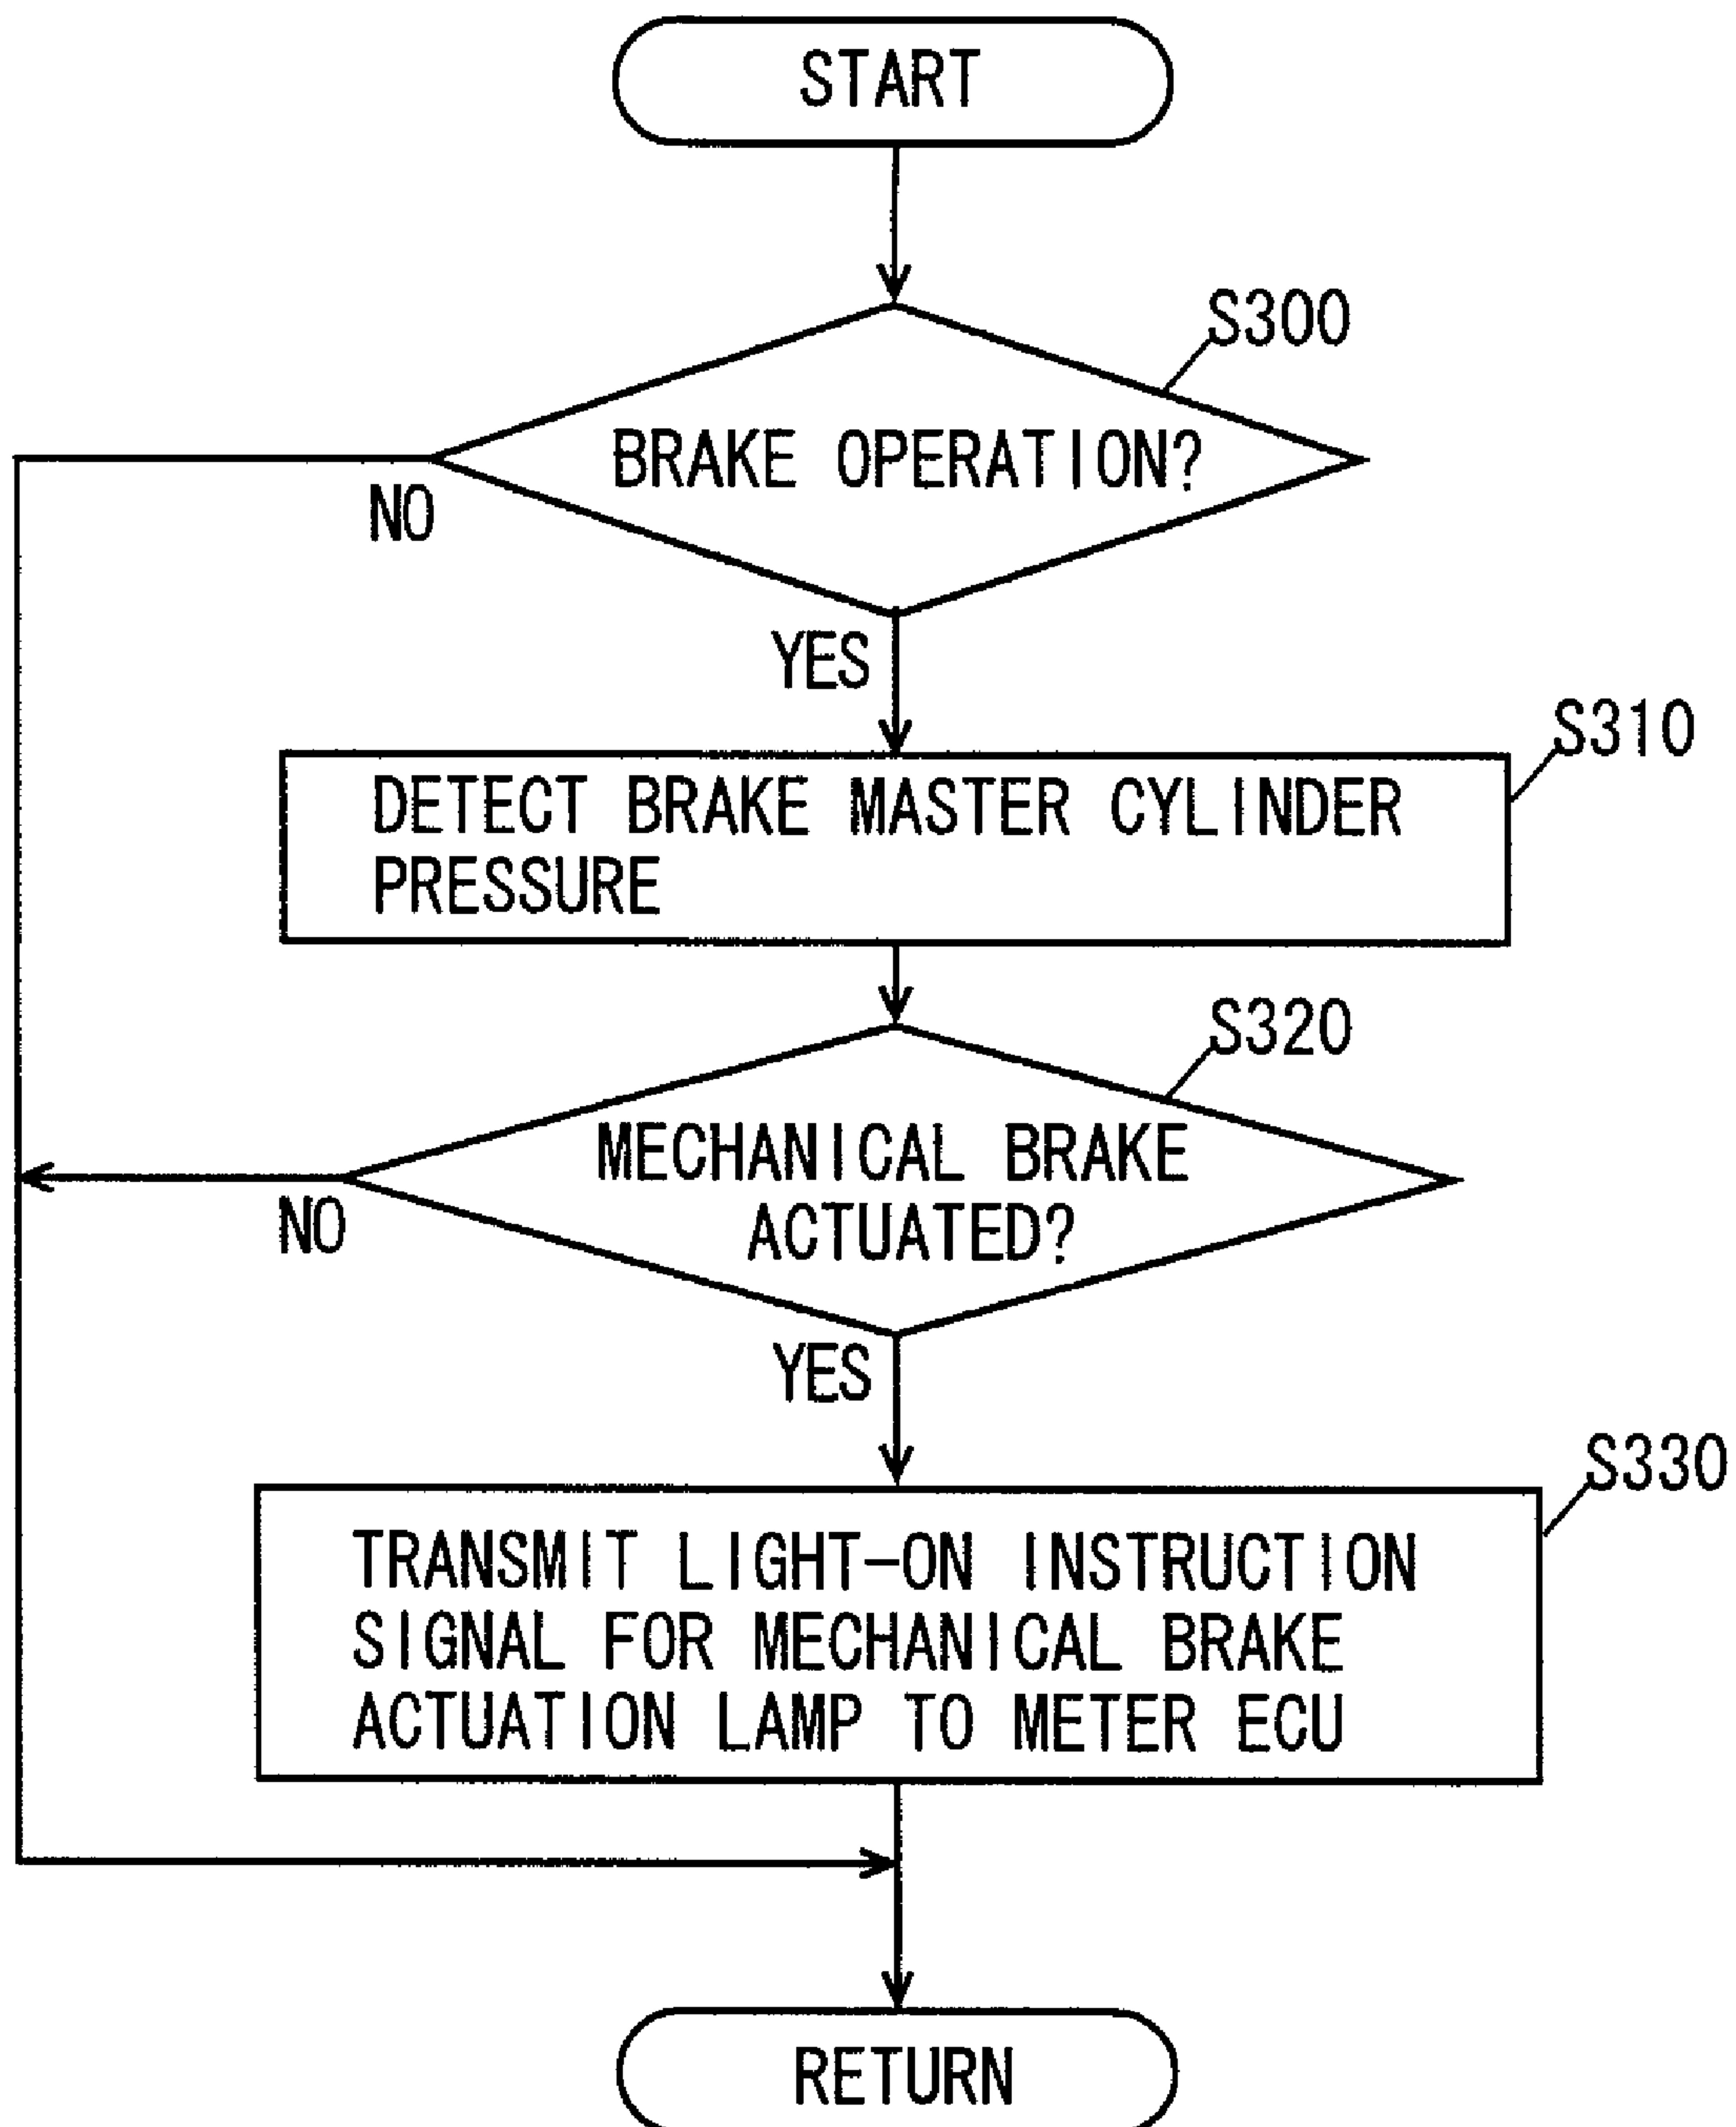 START
S300
BRAKE OPERATION?
NO
YES
S310
DETECT BRAKE MASTER CYLINDER
PRESSURE
S320
MECHANICAL BRAKE
ACTUATED?
NO
YES
S330
TRANSMIT LIGHT-ON INSTRUCTION
SIGNAL FOR MECHANICAL BRAKE
ACTUATION LAMP TO METER ECU
RETURN